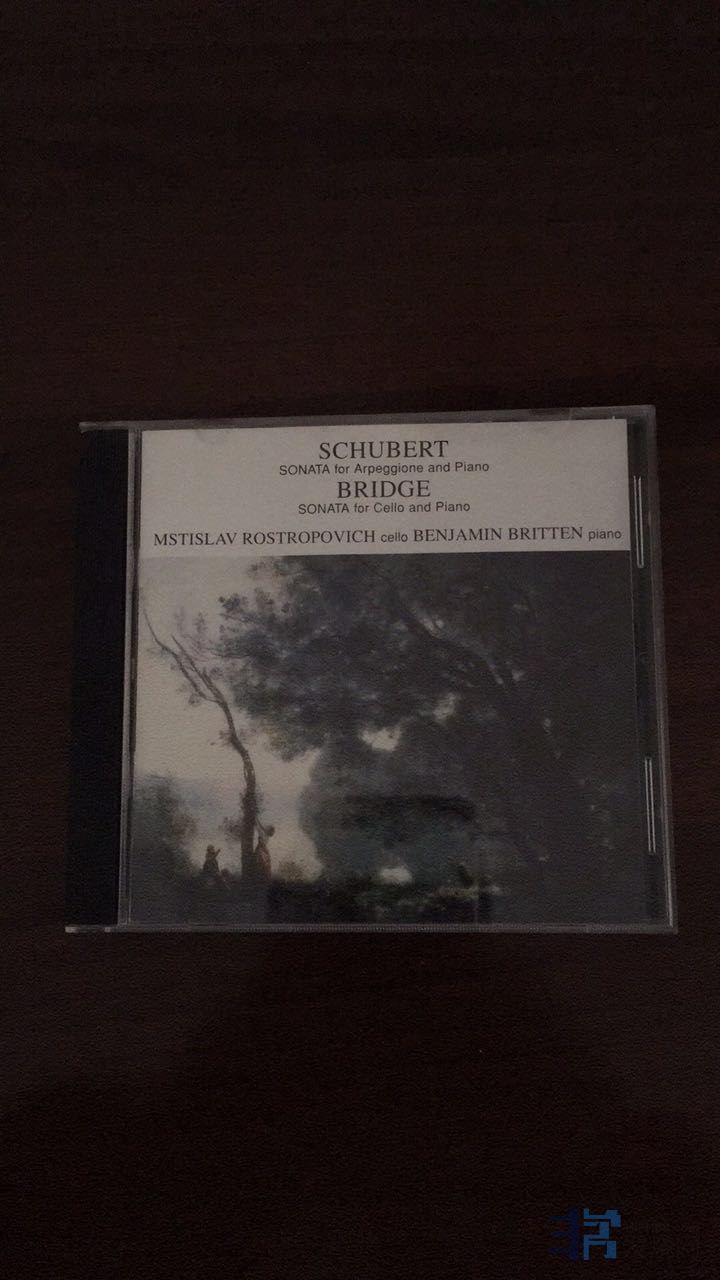 SCHUBERT
SONATA for Arpeggione and Piano
BRIDGE
SONATA for Cello and Piano
MSTISLAV ROSTROPOVICH cello BENJAMIN BRITTEN piano